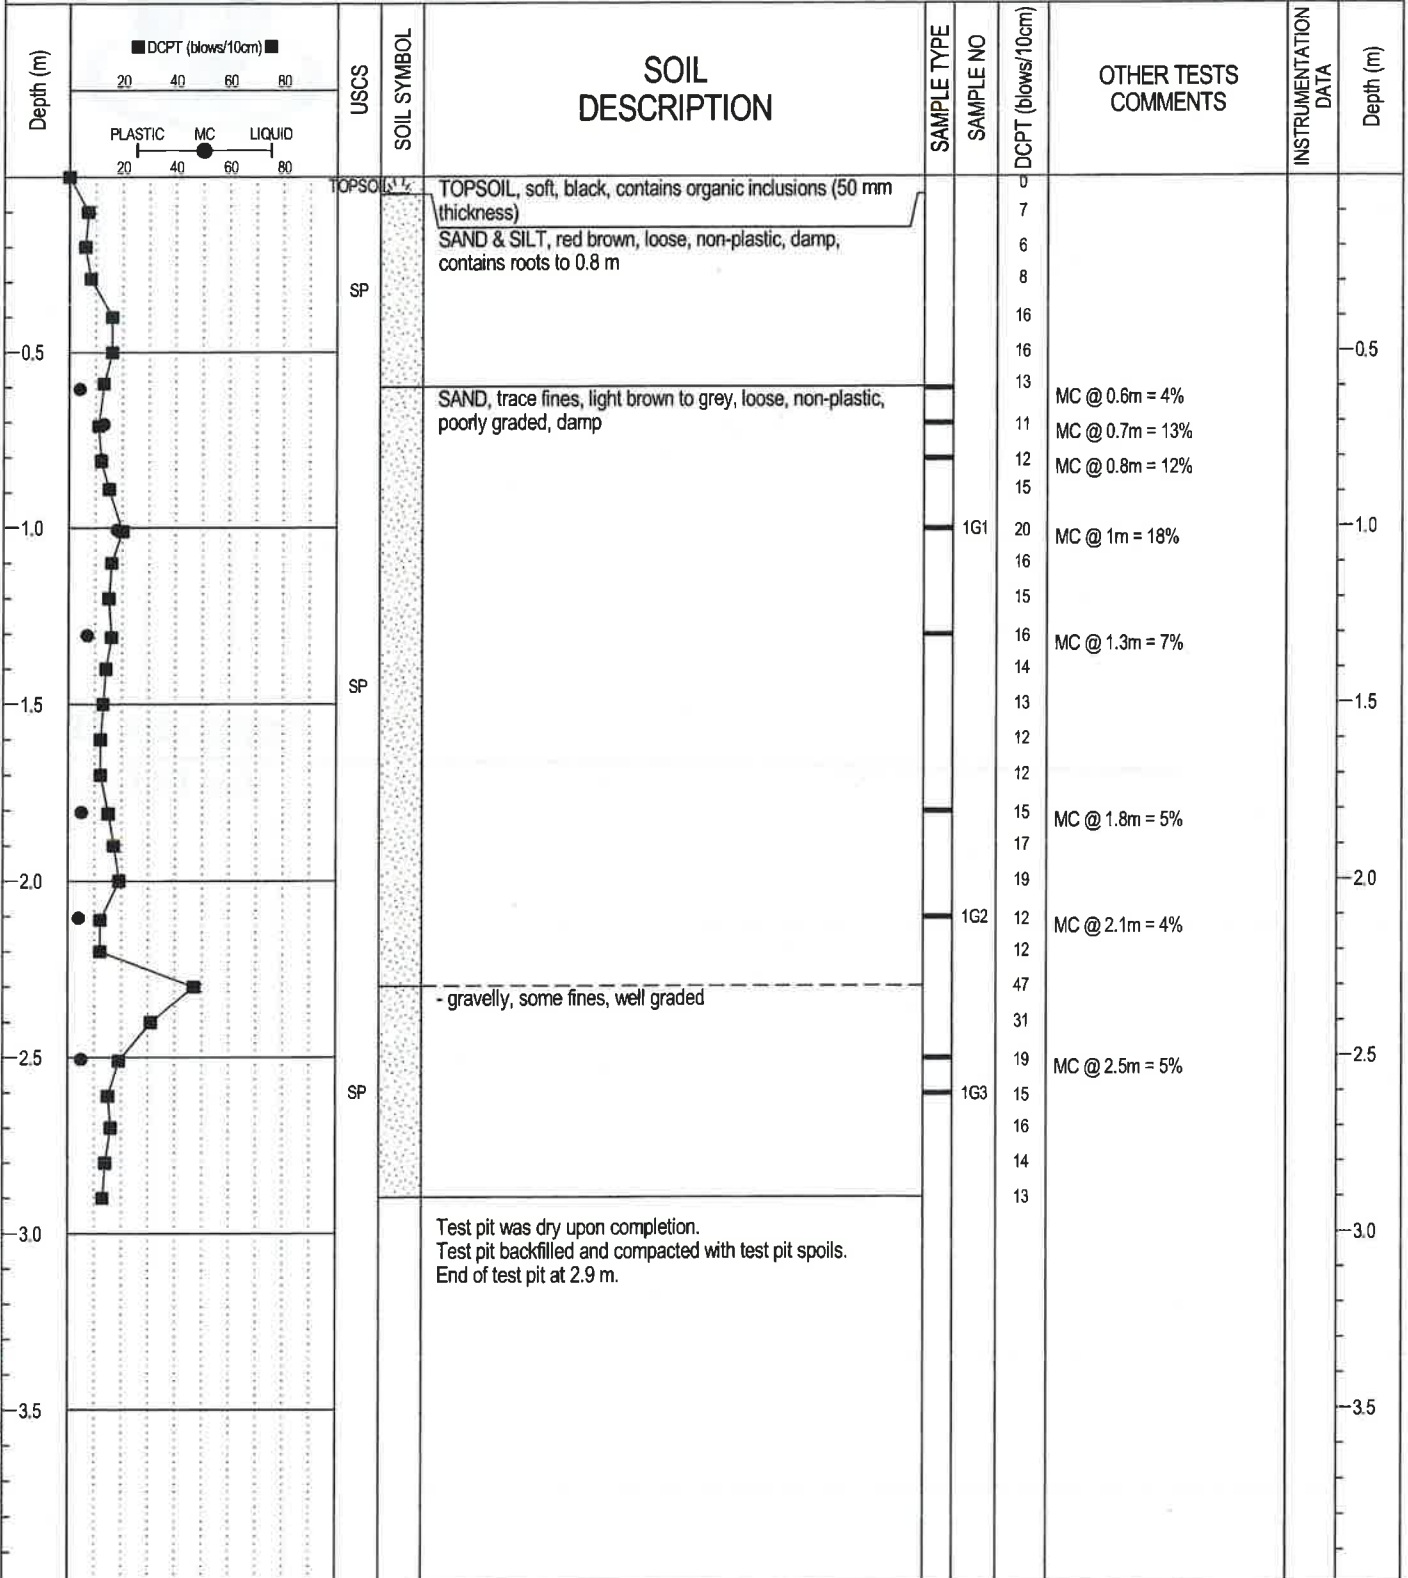 Depth (m)
■ DCPT (blows/10cm) ■
20 40 60 80
PLASTIC MC LIQUID
20 40 60 80
USCS
SOIL SYMBOL
SOIL
DESCRIPTION
SAMPLE TYPE
SAMPLE NO
DCPT (blows/10cm)
OTHER TESTS
COMMENTS
INSTRUMENTATION
DATA
Depth (m)
TOPSOIL
TOPSOIL, soft, black, contains organic inclusions (50 mm
thickness)
0
7
SAND & SILT, red brown, loose, non-plastic, damp,
contains roots to 0.8 m
6
8
SP
16
0.5
16
0.5
13
SAND, trace fines, light brown to grey, loose, non-plastic,
poorly graded, damp
MC @ 0.6m = 4%
11
MC @ 0.7m = 13%
12
MC @ 0.8m = 12%
15
1.0
1G1
20
MC @ 1m = 18%
1.0
16
15
16
MC @ 1.3m = 7%
14
SP
1.5
13
1.5
12
12
15
MC @ 1.8m = 5%
17
2.0
19
2.0
1G2
12
MC @ 2.1m = 4%
12
47
- gravelly, some fines, well graded
31
2.5
19
MC @ 2.5m = 5%
2.5
SP
1G3
15
16
14
13
Test pit was dry upon completion.
Test pit backfilled and compacted with test pit spoils.
End of test pit at 2.9 m.
3.0
3.0
3.5
3.5